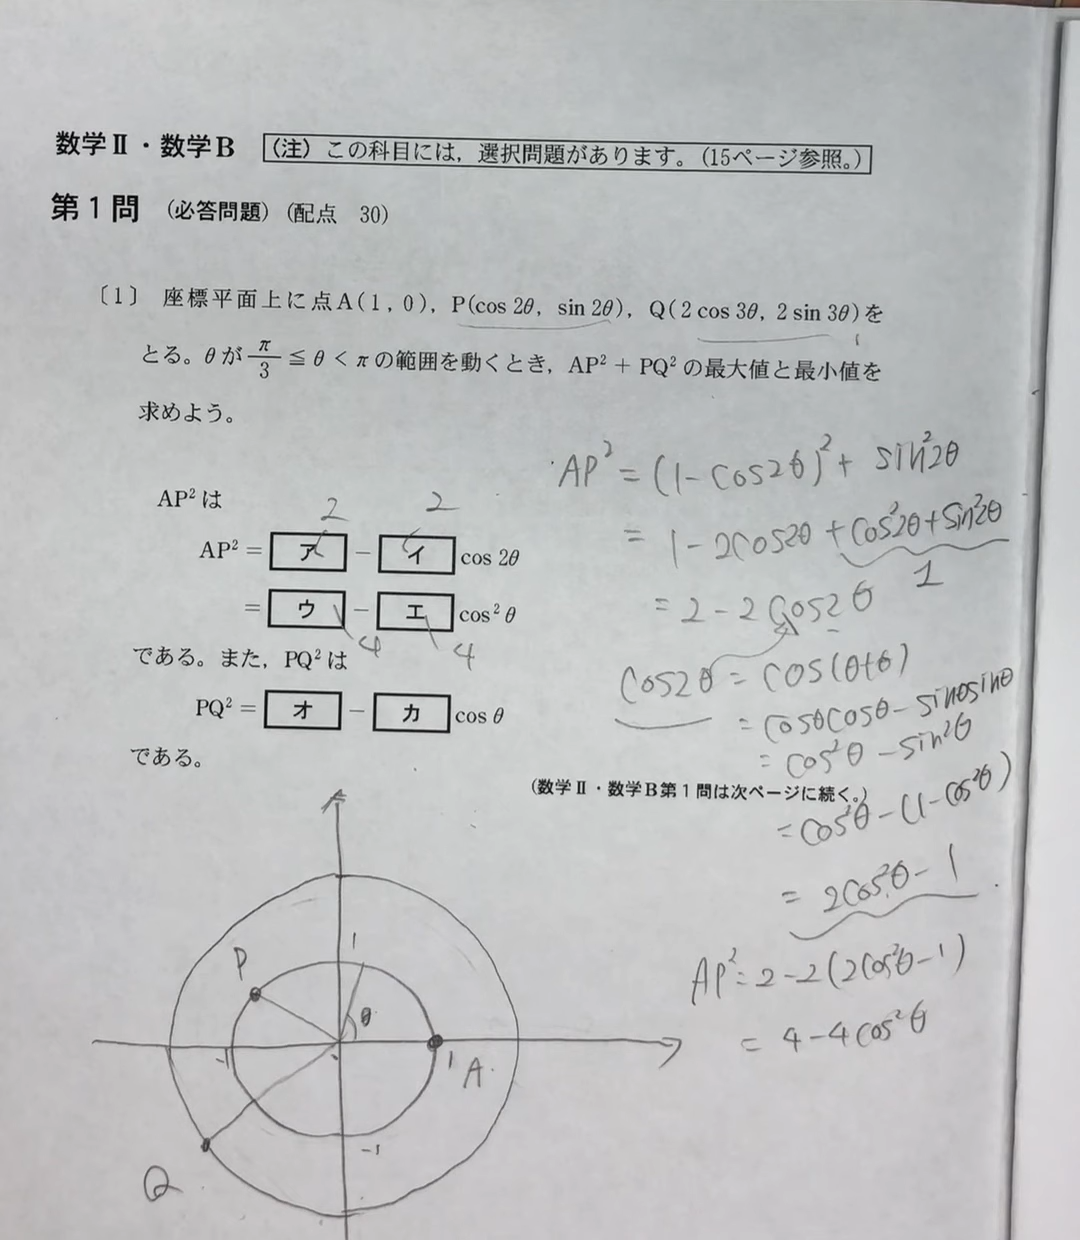 数学Ⅱ・数学B （注）この科目には，選択問題があります。（15ページ参照。）
第1問 （必答問題）（配点 30）
〔1〕 座標平面上に点A(1, 0)，P(cos 2θ, sin 2θ)，Q(2 cos 3θ, 2 sin 3θ)を
とる。θが π/3 ≦ θ < π の範囲を動くとき，AP² + PQ² の最大値と最小値を
求めよう。
AP² は
2 2
AP² = ア − イ cos 2θ
= ウ − エ cos² θ
4 4
である。また，PQ² は
PQ² = オ − カ cos θ
である。
（数学Ⅱ・数学B第1問は次ページに続く。）
AP² = (1−cos2θ)² + sin²2θ
= 1−2cos2θ + cos²2θ + sin²2θ
1
= 2−2cos2θ
cos2θ = cos(θ+θ)
= cosθcosθ − sinθsinθ
= cos²θ − sin²θ
= cos²θ − (1−cos²θ)
= 2cos²θ − 1
AP² = 2−2(2cos²θ−1)
= 4−4cos²θ
P 1
θ
-1 1 A
-1
Q